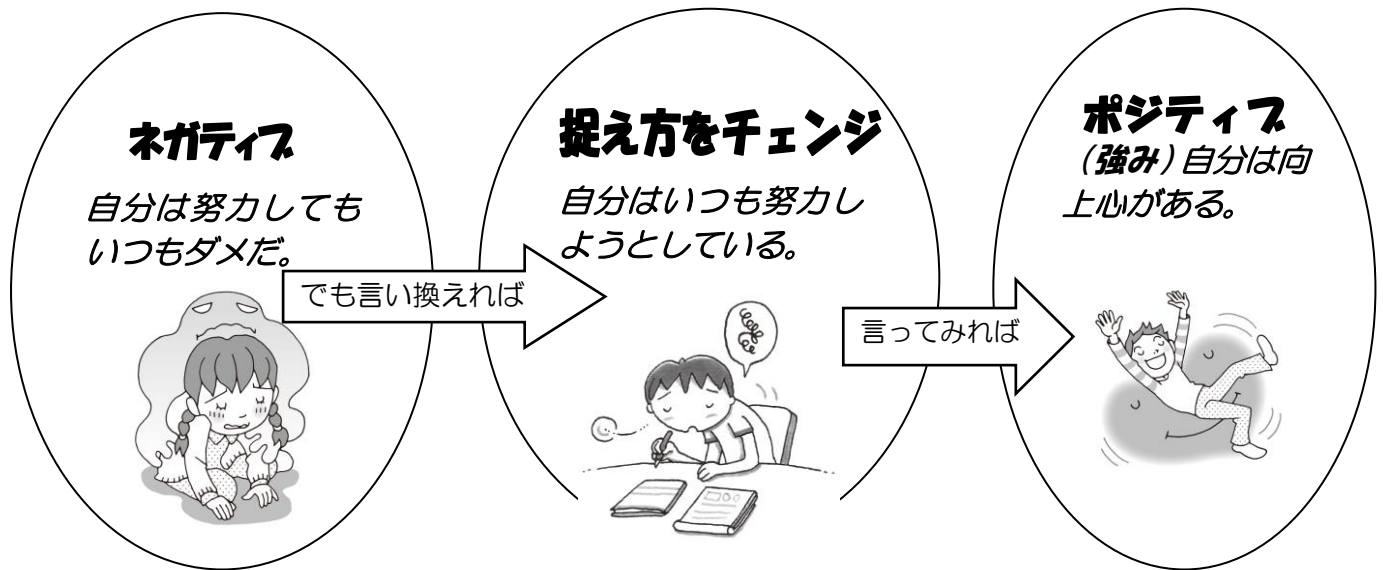 ネガティブ
自分は努力しても
いつもダメだ。
でも言い換えれば
捉え方をチェンジ
自分はいつも努力し
ようとしている。
言ってみれば
ポジティブ
(強み)自分は向
上心がある。